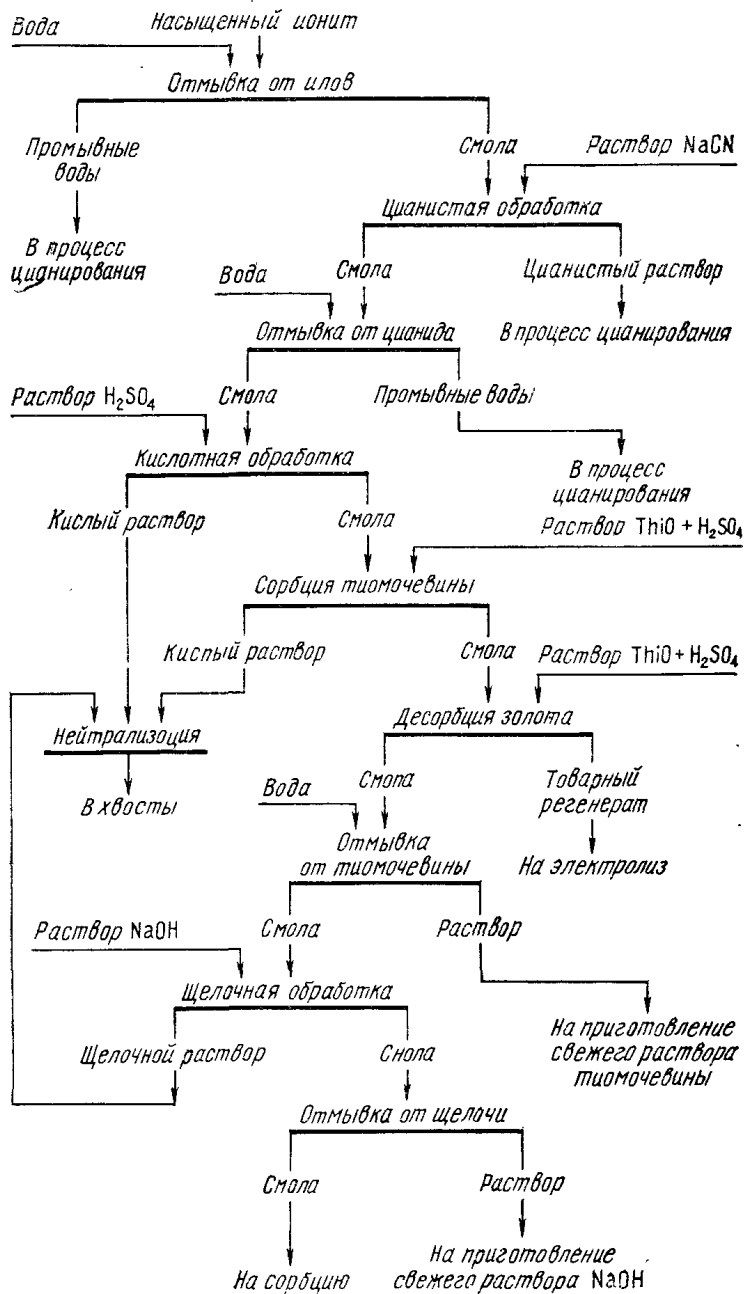 Вода
Насыщенный ионит
Отмывка от илов
Промывные
воды
Смола
Раствор NaCN
Цианистая обработка
В процесс
цианирования
Вода
Смола
Цианистый раствор
Отмывка от цианида
В процесс цианирования
Раствор H₂SO₄
Смола
Промывные воды
Кислотная обработка
В процесс
цианирования
Кислый раствор
Смола
Раствор ThiO + H₂SO₄
Сорбция тиомочевины
Кислый раствор
Смола
Раствор ThiO + H₂SO₄
Нейтрализоция
Десорбция золота
В хвосты
Вода
Смопа
Товарный
регенерат
Отмывка
от тиомочевины
На электролиз
Раствор NaOH
Смола
Раствор
Щелочная обработка
На приготовление
свежего раствора
тиомочевины
Щелочной раствор
Снола
Отмывка от щелочи
Смола
Раствор
На сорбцию
На приготовление
свежего раствора NaOH